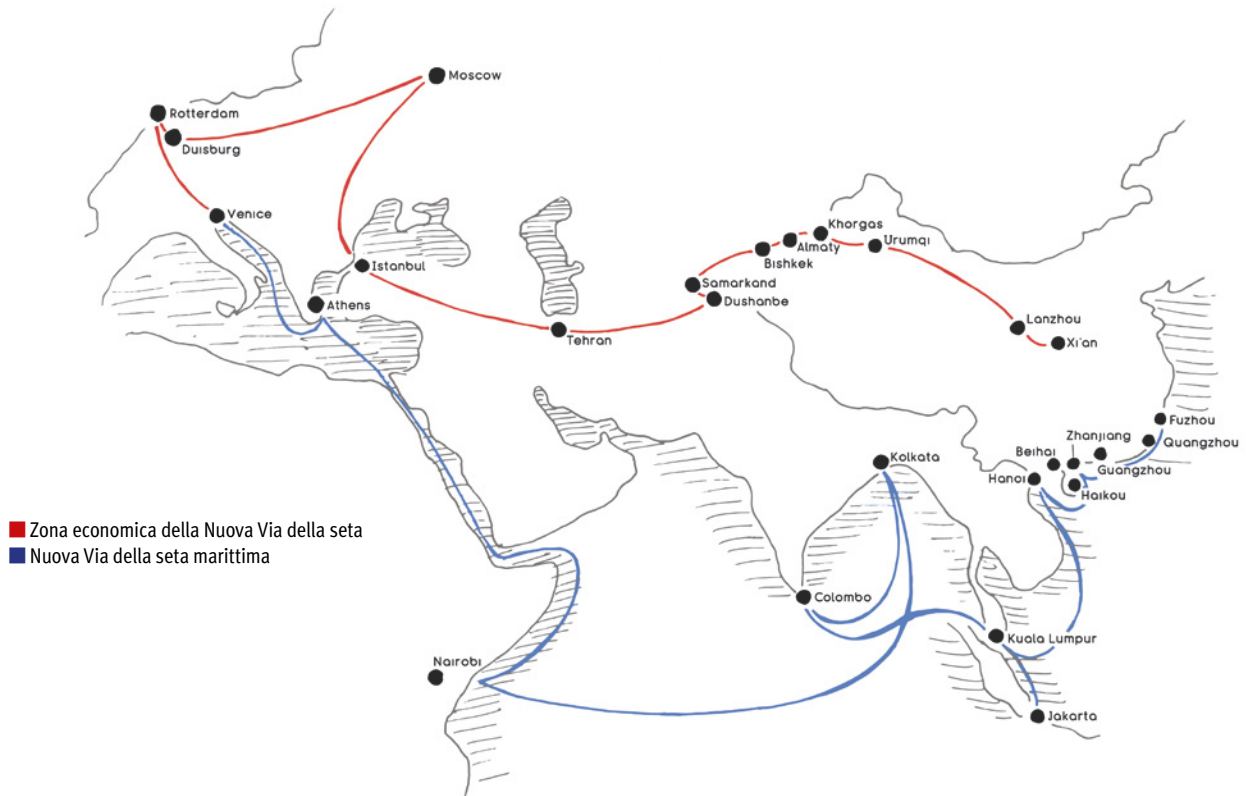 Moscow
Rotterdam
Duisburg
Venice
Istanbul
Athens
Tehran
Samarkand
Dushanbe
Bishkek
Almaty
Khorgas
Urumqi
Lanzhou
Xi'an
Fuzhou
Quangzhou
Zhanjiang
Guangzhou
Beihai
Hanoi
Haikou
Kolkata
Colombo
Kuala Lumpur
Jakarta
Nairobi
Zona economica della Nuova Via della seta
Nuova Via della seta marittima